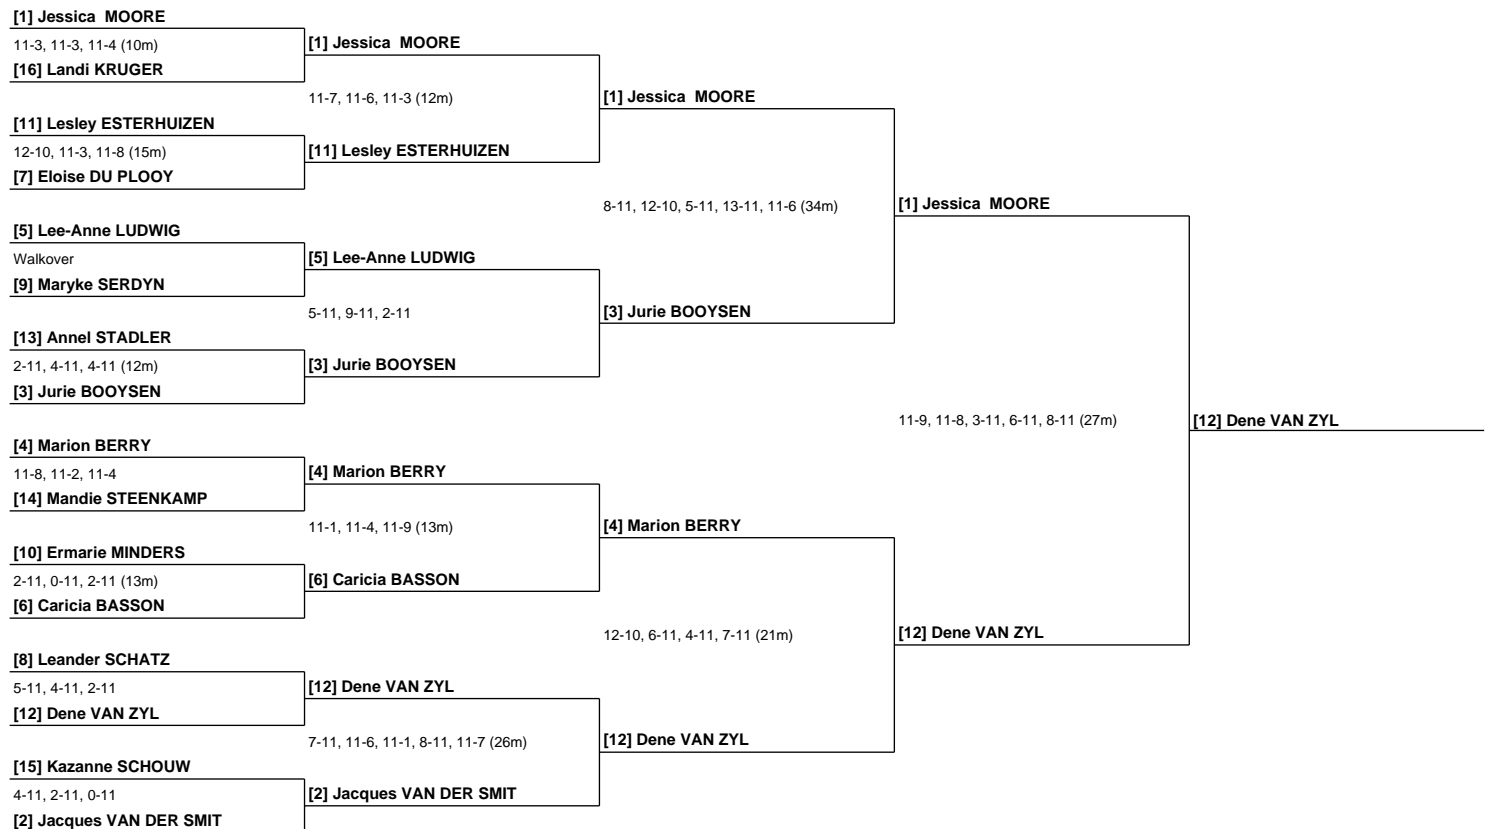 [1] Jessica  MOORE
11-3, 11-3, 11-4 (10m)
[1] Jessica  MOORE
[16] Landi KRUGER
11-7, 11-6, 11-3 (12m)
[1] Jessica  MOORE
[11] Lesley ESTERHUIZEN
12-10, 11-3, 11-8 (15m)
[11] Lesley ESTERHUIZEN
[7] Eloise DU PLOOY
8-11, 12-10, 5-11, 13-11, 11-6 (34m)
[1] Jessica  MOORE
[5] Lee-Anne LUDWIG
Walkover
[5] Lee-Anne LUDWIG
[9] Maryke SERDYN
5-11, 9-11, 2-11
[3] Jurie BOOYSEN
[13] Annel STADLER
2-11, 4-11, 4-11 (12m)
[3] Jurie BOOYSEN
[3] Jurie BOOYSEN
11-9, 11-8, 3-11, 6-11, 8-11 (27m)
[12] Dene VAN ZYL
[4] Marion BERRY
11-8, 11-2, 11-4
[4] Marion BERRY
[14] Mandie STEENKAMP
11-1, 11-4, 11-9 (13m)
[4] Marion BERRY
[10] Ermarie MINDERS
2-11, 0-11, 2-11 (13m)
[6] Caricia BASSON
[6] Caricia BASSON
12-10, 6-11, 4-11, 7-11 (21m)
[12] Dene VAN ZYL
[8] Leander SCHATZ
5-11, 4-11, 2-11
[12] Dene VAN ZYL
[12] Dene VAN ZYL
7-11, 11-6, 11-1, 8-11, 11-7 (26m)
[12] Dene VAN ZYL
[15] Kazanne SCHOUW
4-11, 2-11, 0-11
[2] Jacques VAN DER SMIT
[2] Jacques VAN DER SMIT